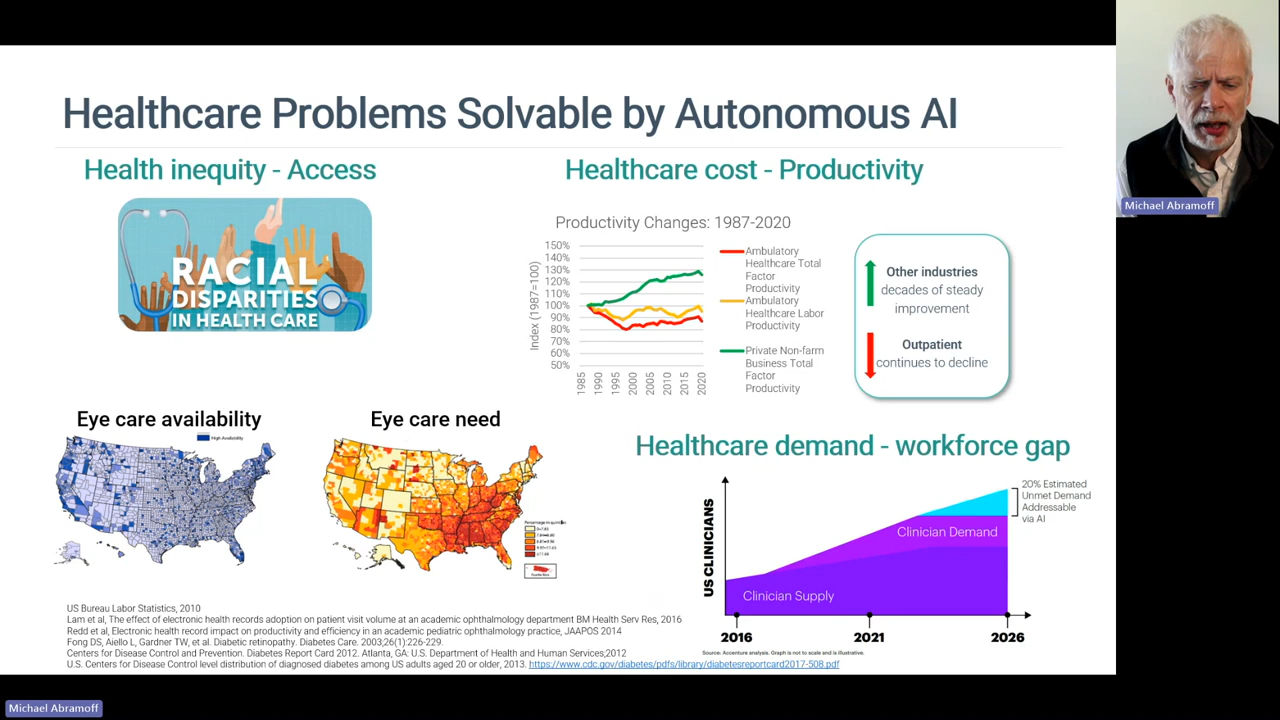 Healthcare Problems Solvable by Autonomous AI
Health inequity - Access
RACIAL
DISPARITIES
IN HEALTH CARE
Eye care availability
High Availability
Eye care need
Healthcare cost - Productivity
Productivity Changes: 1987-2020
Index (1987=100)
150%
140%
130%
120%
110%
100%
90%
80%
70%
60%
50%
1985
1990
1995
2000
2005
2010
2015
2020
Ambulatory
Healthcare Total
Factor
Productivity
Ambulatory
Healthcare Labor
Productivity
Private Non-farm
Business Total
Factor
Productivity
Other industries
decades of steady
improvement
Outpatient
continues to decline
Healthcare demand - workforce gap
US CLINICIANS
20% Estimated
Unmet Demand
Addressable
via AI
Clinician Demand
Clinician Supply
2016
2021
2026
Source: Accenture analysis. Graph is not to scale and is illustrative.
US Bureau Labor Statistics, 2010
Lam et al, The effect of electronic health records adoption on patient visit volume at an academic ophthalmology department BM Health Serv Res, 2016
Redd et al, Electronic health record impact on productivity and efficiency in an academic pediatric ophthalmology practice, JAAPOS 2014
Fong DS, Aiello L, Gardner TW, et al. Diabetic retinopathy. Diabetes Care. 2003;26(1):226-229.
Centers for Disease Control and Prevention. Diabetes Report Card 2012. Atlanta, GA: U.S. Department of Health and Human Services,2012
U.S. Centers for Disease Control level distribution of diagnosed diabetes among US adults aged 20 or older, 2013. https://www.cdc.gov/diabetes/pdfs/library/diabetesreportcard2017-508.pdf
Michael Abramoff
Michael Abramoff